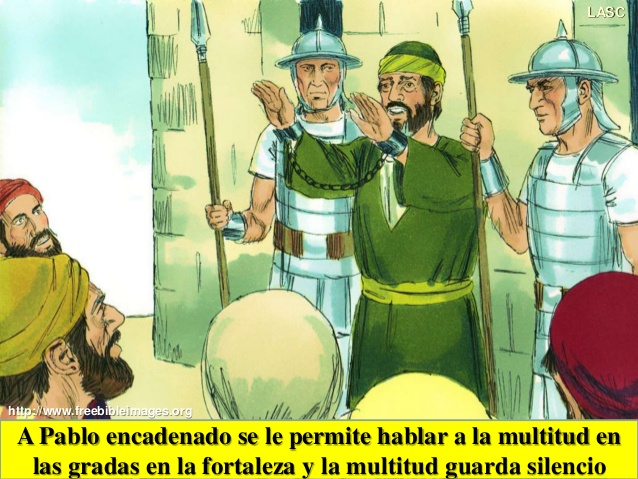 LASC
http://www.freebibleimages.org
A Pablo encadenado se le permite hablar a la multitud en
las gradas en la fortaleza y la multitud guarda silencio